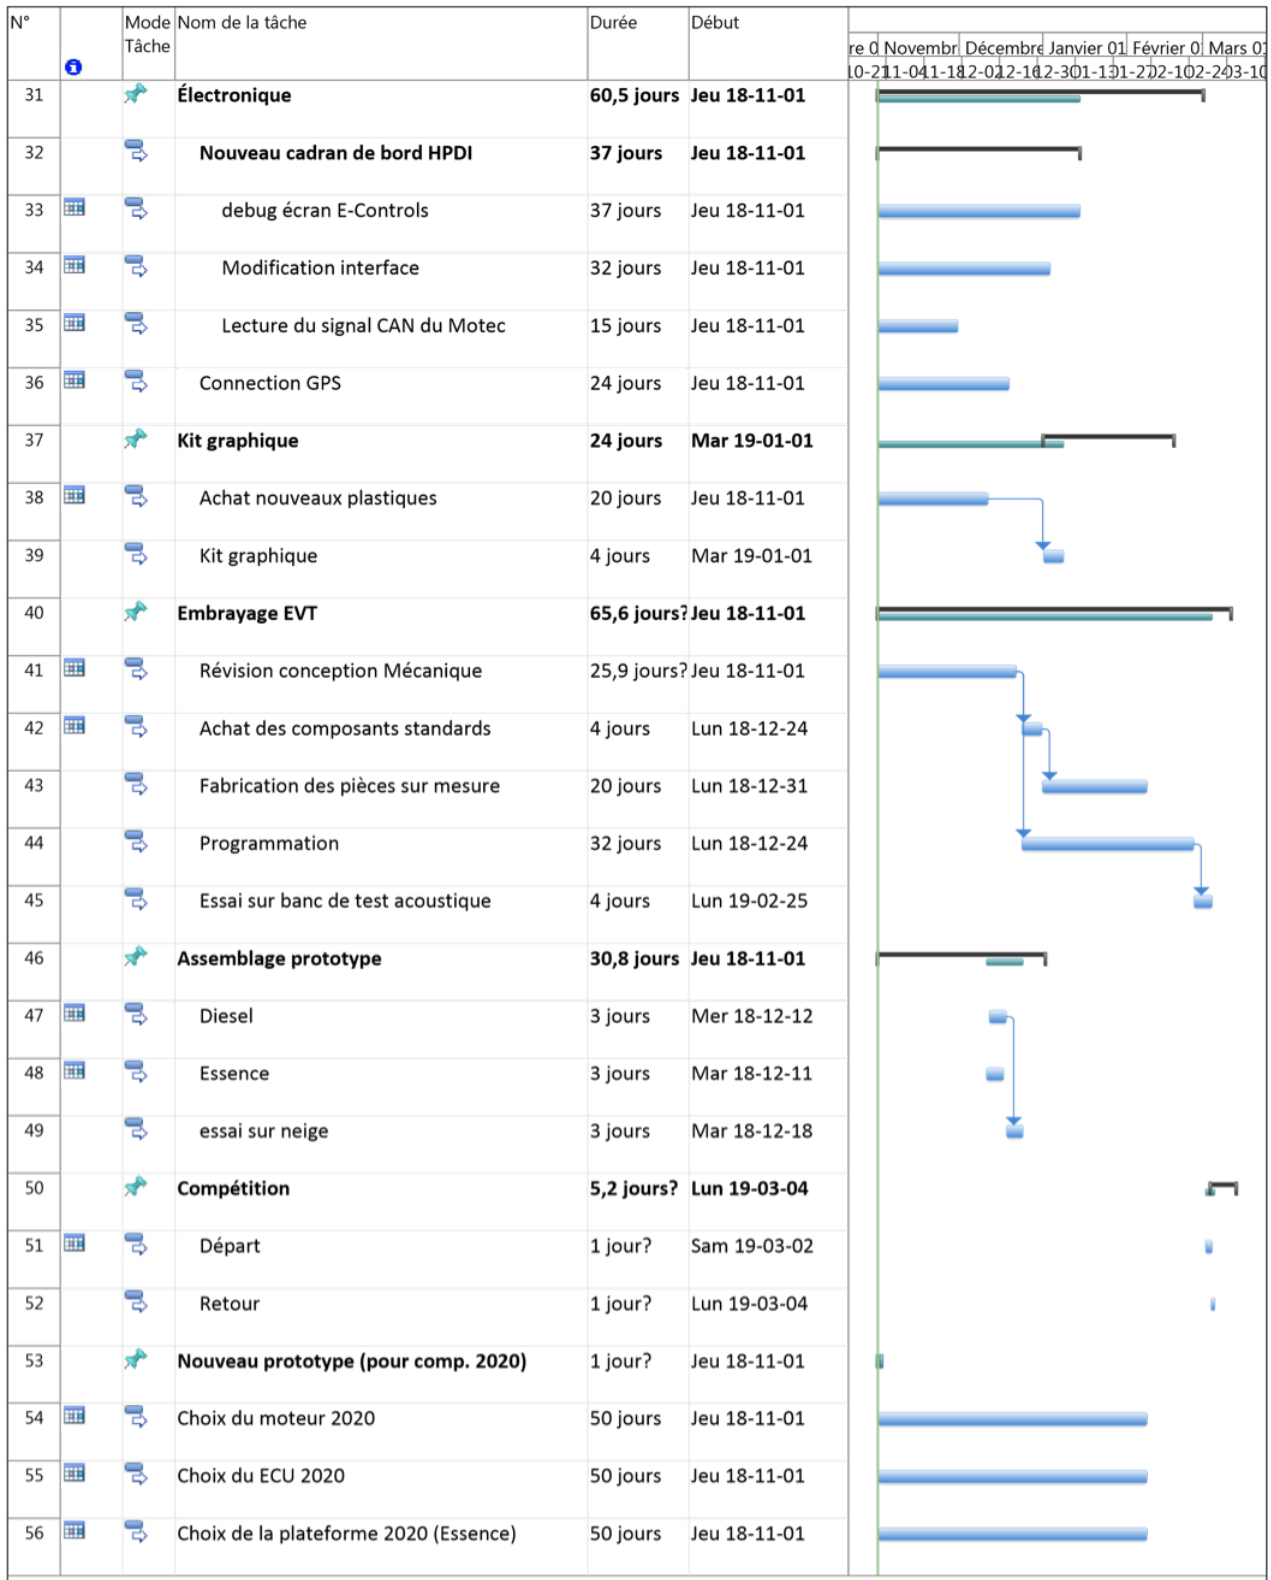 N° Mode Tâche Nom de la tâche Durée Début
Novembr Décembre Janvier 01 Février 0 Mars 01
31 Électronique 60,5 jours Jeu 18-11-01
32 Nouveau cadran de bord HPDI 37 jours Jeu 18-11-01
33 debug écran E-Controls 37 jours Jeu 18-11-01
34 Modification interface 32 jours Jeu 18-11-01
35 Lecture du signal CAN du Motec 15 jours Jeu 18-11-01
36 Connection GPS 24 jours Jeu 18-11-01
37 Kit graphique 24 jours Mar 19-01-01
38 Achat nouveaux plastiques 20 jours Jeu 18-11-01
39 Kit graphique 4 jours Mar 19-01-01
40 Embrayage EVT 65,6 jours? Jeu 18-11-01
41 Révision conception Mécanique 25,9 jours? Jeu 18-11-01
42 Achat des composants standards 4 jours Lun 18-12-24
43 Fabrication des pièces sur mesure 20 jours Lun 18-12-31
44 Programmation 32 jours Lun 18-12-24
45 Essai sur banc de test acoustique 4 jours Lun 19-02-25
46 Assemblage prototype 30,8 jours Jeu 18-11-01
47 Diesel 3 jours Mer 18-12-12
48 Essence 3 jours Mar 18-12-11
49 essai sur neige 3 jours Mar 18-12-18
50 Compétition 5,2 jours? Lun 19-03-04
51 Départ 1 jour? Sam 19-03-02
52 Retour 1 jour? Lun 19-03-04
53 Nouveau prototype (pour comp. 2020) 1 jour? Jeu 18-11-01
54 Choix du moteur 2020 50 jours Jeu 18-11-01
55 Choix du ECU 2020 50 jours Jeu 18-11-01
56 Choix de la plateforme 2020 (Essence) 50 jours Jeu 18-11-01